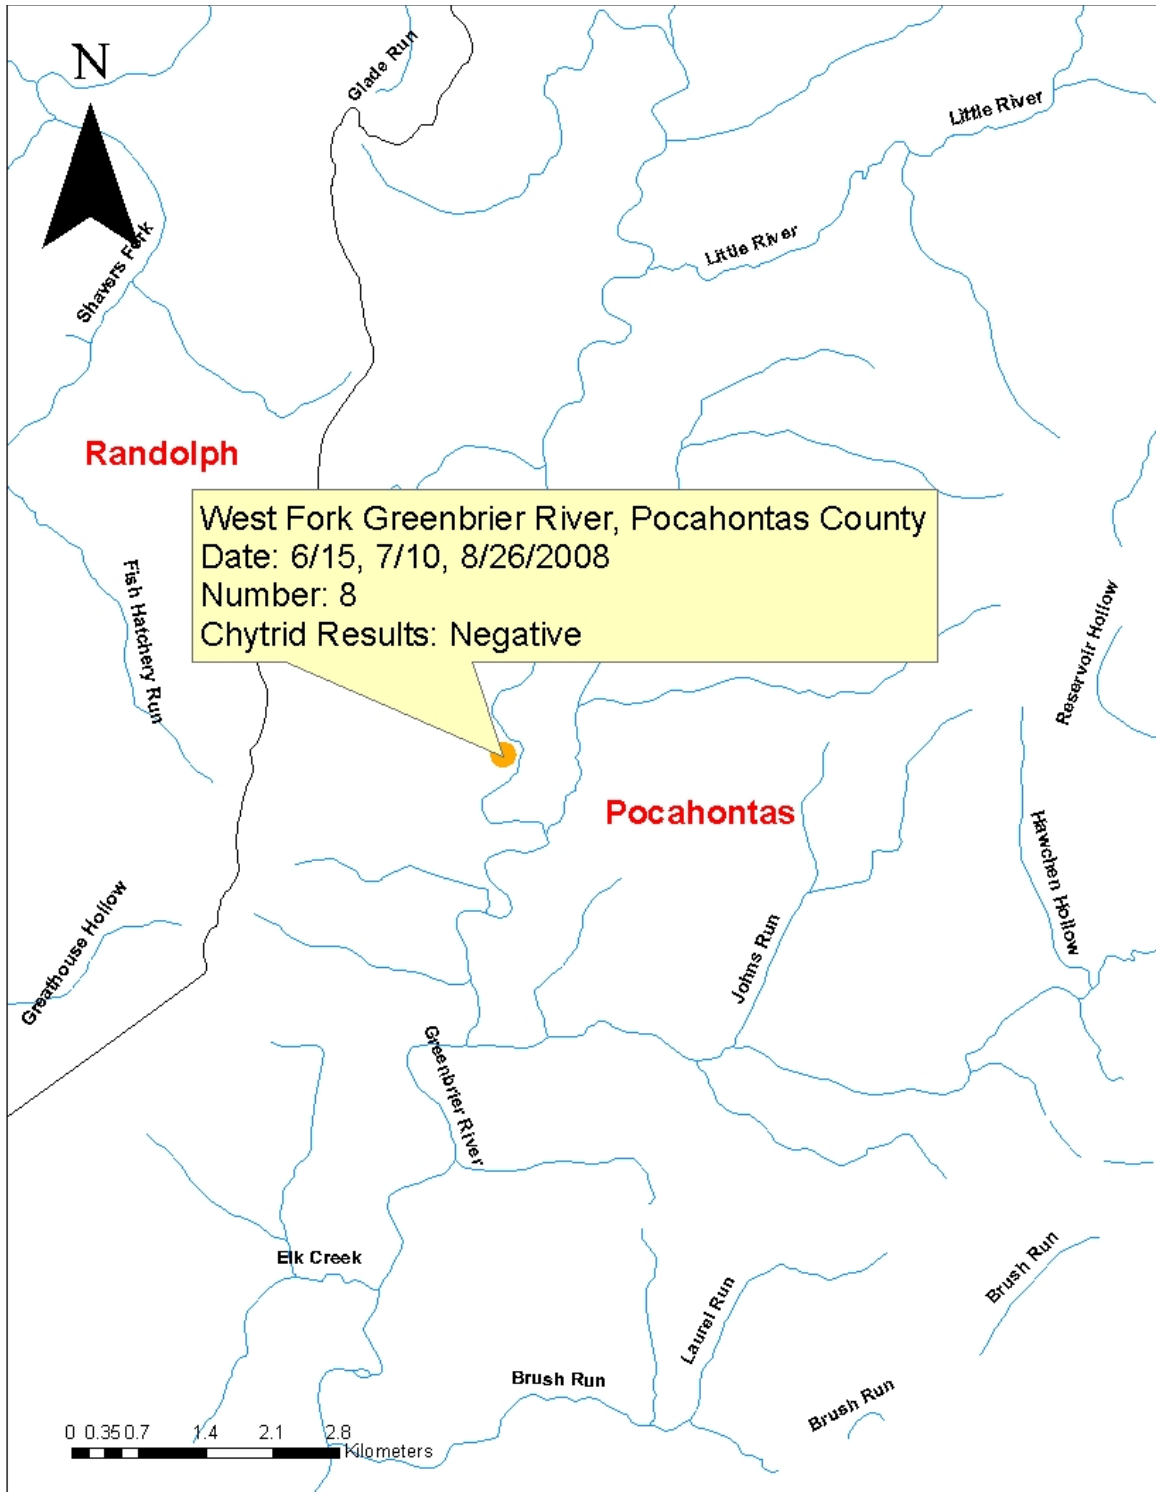 N
Glade Run
Little River
Little River
Shavers Fork
Randolph
West Fork Greenbrier River, Pocahontas County
Date: 6/15, 7/10, 8/26/2008
Number: 8
Chytrid Results: Negative
Fish Hatchery Run
Reservoir Hollow
Pocahontas
Hawchen Hollow
Greathouse Hollow
Johns Run
Greenbrier River
Elk Creek
Brush Run
Laurel Run
Brush Run
Brush Run
0 0.35 0.7 1.4 2.1 2.8
Kilometers